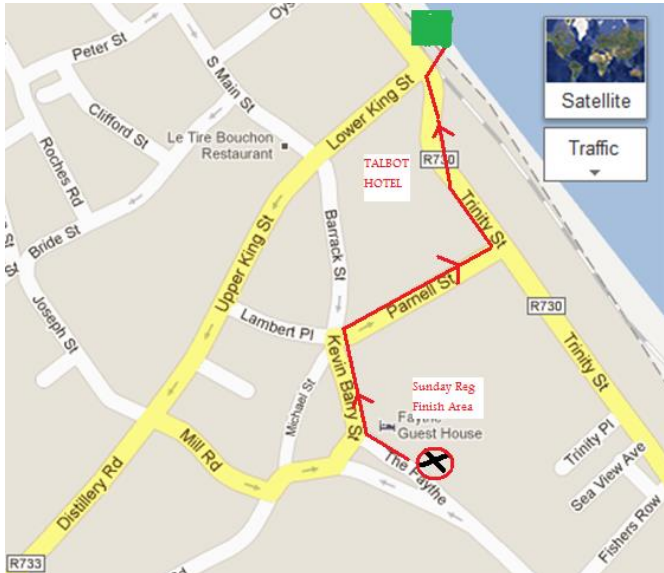 Peter St
S Main St
Oys
Clifford St
Satellite
Le Tire Bouchon
Restaurant
Lower King St
Traffic
TALBOT
HOTEL
R730
Roches Rd
Bride St
Trinity St
Barrack St
Upper King St
Joseph St
Parnell St
R730
Lambert Pl
Kevin Barry St
Trinity St
Michael St
Sunday Reg
Finish Area
Faythe
Guest House
Mill Rd
The Faythe
Trinity Pl
Sea View Ave
Distillery Rd
Fishers Row
R733